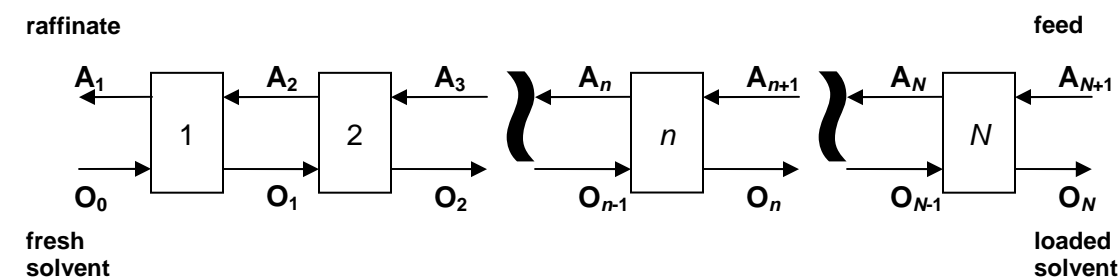 raffinate feed
A1 A2 A3 An An+1 AN AN+1
1 2 n N
O0 O1 O2 On-1 On ON-1 ON
fresh loaded
solvent solvent